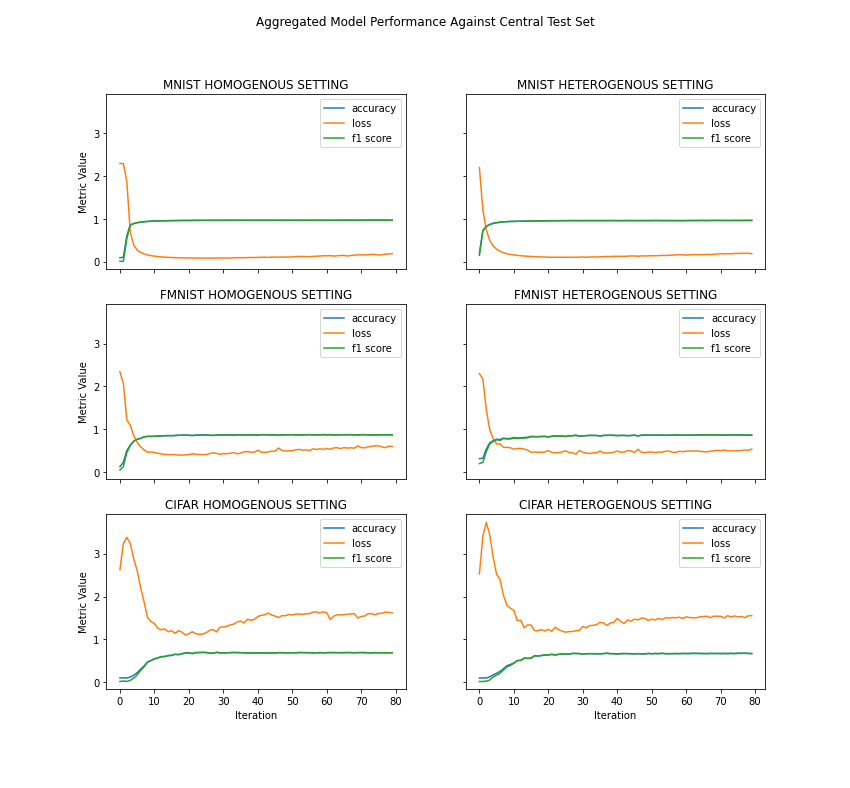 Aggregated Model Performance Against Central Test Set
MNIST HOMOGENOUS SETTING
accuracy
loss
f1 score
3
2
1
0
Metric Value
MNIST HETEROGENOUS SETTING
accuracy
loss
f1 score
FMNIST HOMOGENOUS SETTING
accuracy
loss
f1 score
3
2
1
0
Metric Value
FMNIST HETEROGENOUS SETTING
accuracy
loss
f1 score
CIFAR HOMOGENOUS SETTING
accuracy
loss
f1 score
3
2
1
0
Metric Value
0 10 20 30 40 50 60 70 80
Iteration
CIFAR HETEROGENOUS SETTING
accuracy
loss
f1 score
0 10 20 30 40 50 60 70 80
Iteration